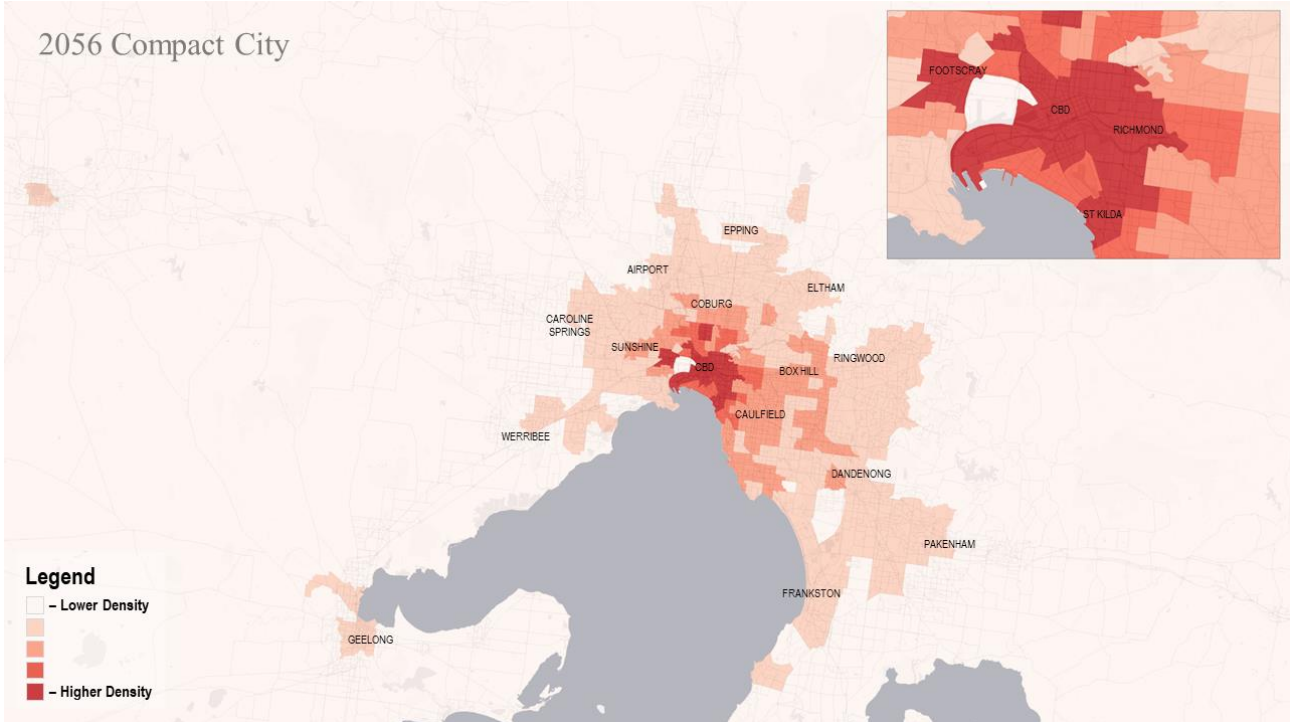 2056 Compact City
FOOTSCRAY
CBD
RICHMOND
ST KILDA
EPPING
AIRPORT
ELTHAM
COBURG
CAROLINE
SPRINGS
SUNSHINE
RINGWOOD
CBD
BOX HILL
CAULFIELD
WERRIBEE
DANDENONG
PAKENHAM
FRANKSTON
GEELONG
Legend
– Lower Density
– Higher Density